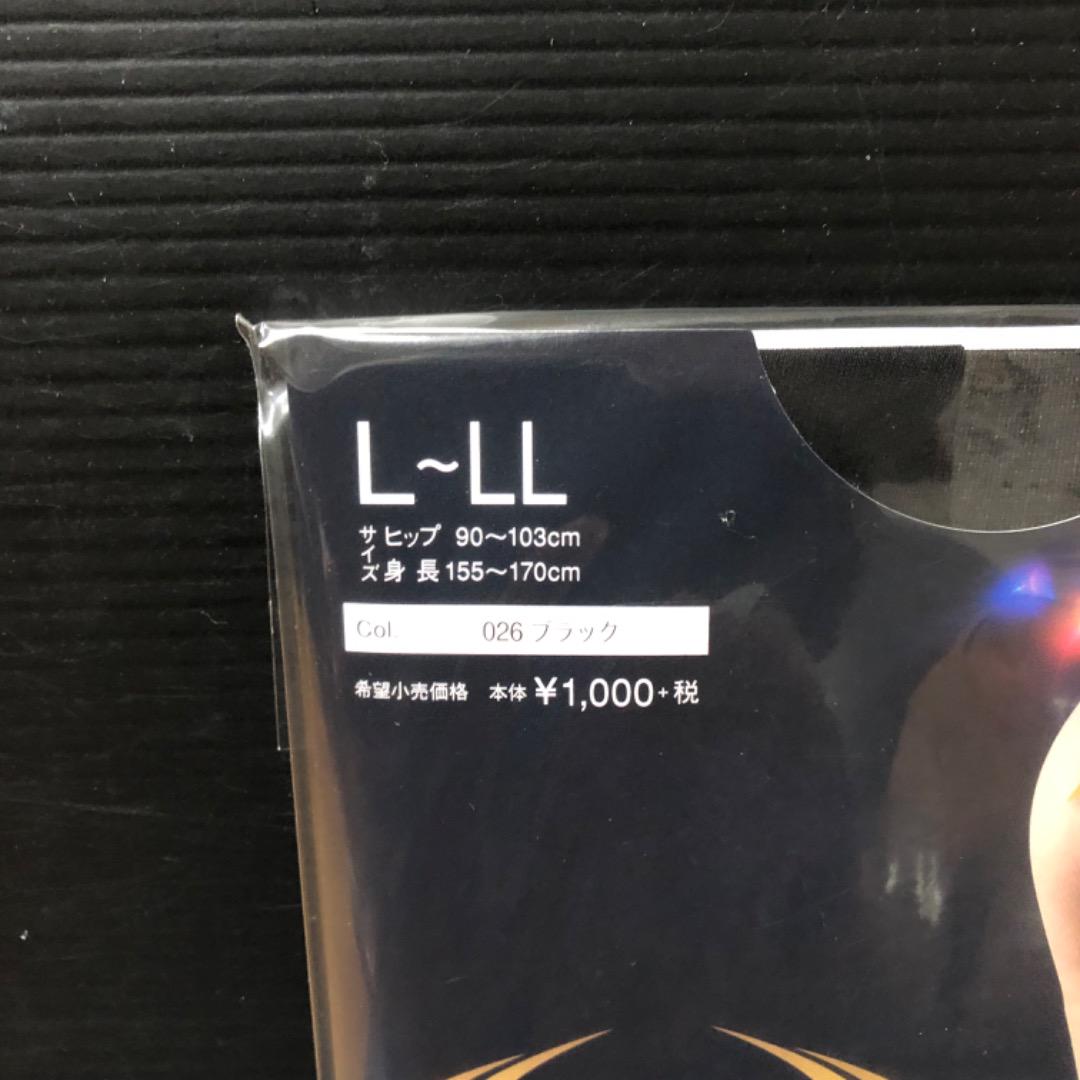 L~LL
サイズ ヒップ 90〜103cm
身長 155〜170cm
Col. 026 ブラック
希望小売価格 本体 ¥1,000+税